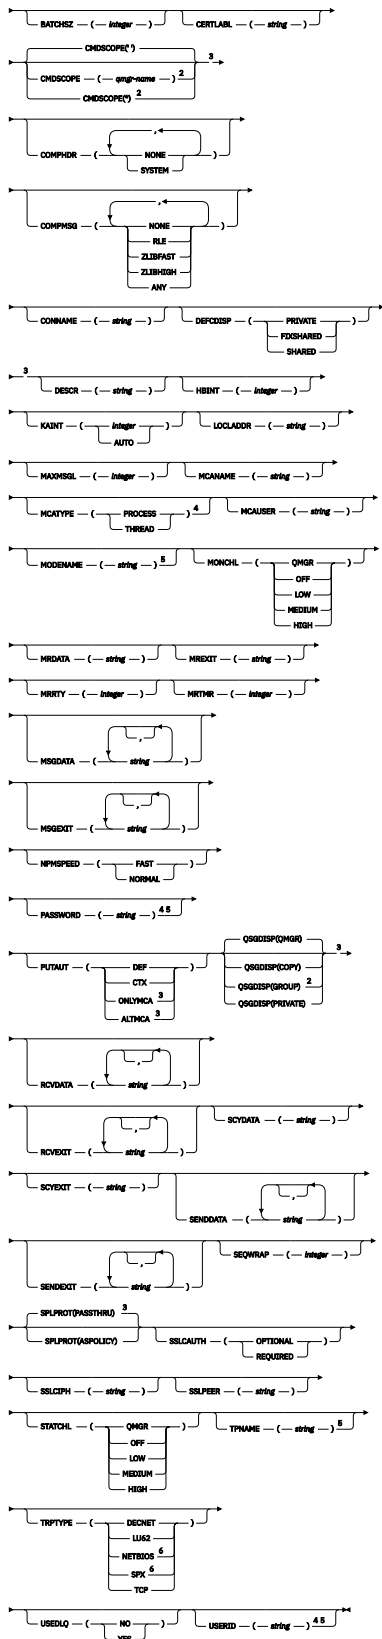 BATCHSZ ( integer ) CERTLABL ( string )
CMDSCOPE(' ') 3
CMDSCOPE ( qmgr-name ) 2
CMDSCOPE(*) 2
,
COMPHDR ( NONE )
SYSTEM
,
COMPMSG ( NONE )
RLE
ZLIBFAST
ZLIBHIGH
ANY
CONNAME ( string ) DEFCDISP ( PRIVATE )
FIXSHARED
SHARED
3
DESCR ( string ) HBINT ( integer )
KAINT ( integer ) LOCLADDR ( string )
AUTO
MAXMSGL ( integer ) MCANAME ( string )
MCATYPE ( PROCESS ) 4 MCAUSER ( string )
THREAD
MODENAME ( string ) 5 MONCHL ( QMGR )
OFF
LOW
MEDIUM
HIGH
MRDATA ( string ) MREXIT ( string )
MRRTY ( integer ) MRTMR ( integer )
,
MSGDATA ( string )
,
MSGEXIT ( string )
NPMSPEED ( FAST )
NORMAL
PASSWORD ( string ) 4 5
QSGDISP(QMGR) 3
PUTAUT ( DEF ) QSGDISP(COPY)
CTX QSGDISP(GROUP) 2
ONLYMCA 3 QSGDISP(PRIVATE)
ALTMCA 3
,
RCVDATA ( string )
,
RCVEXIT ( string ) SCYDATA ( string )
SCYEXIT ( string ) ,
SENDDATA ( string )
,
SENDEXIT ( string ) SEQWRAP ( integer )
SPLPROT(PASSTHRU) 3
SPLPROT(ASPOLICY) SSLCAUTH ( OPTIONAL )
REQUIRED
SSLCIPH ( string ) SSLPEER ( string )
STATCHL ( QMGR ) TPNAME ( string ) 5
OFF
LOW
MEDIUM
HIGH
TRPTYPE ( DECNET )
LU62
NETBIOS 6
SPX 6
TCP
USEDLQ ( NO ) USERID ( string ) 4 5
YES